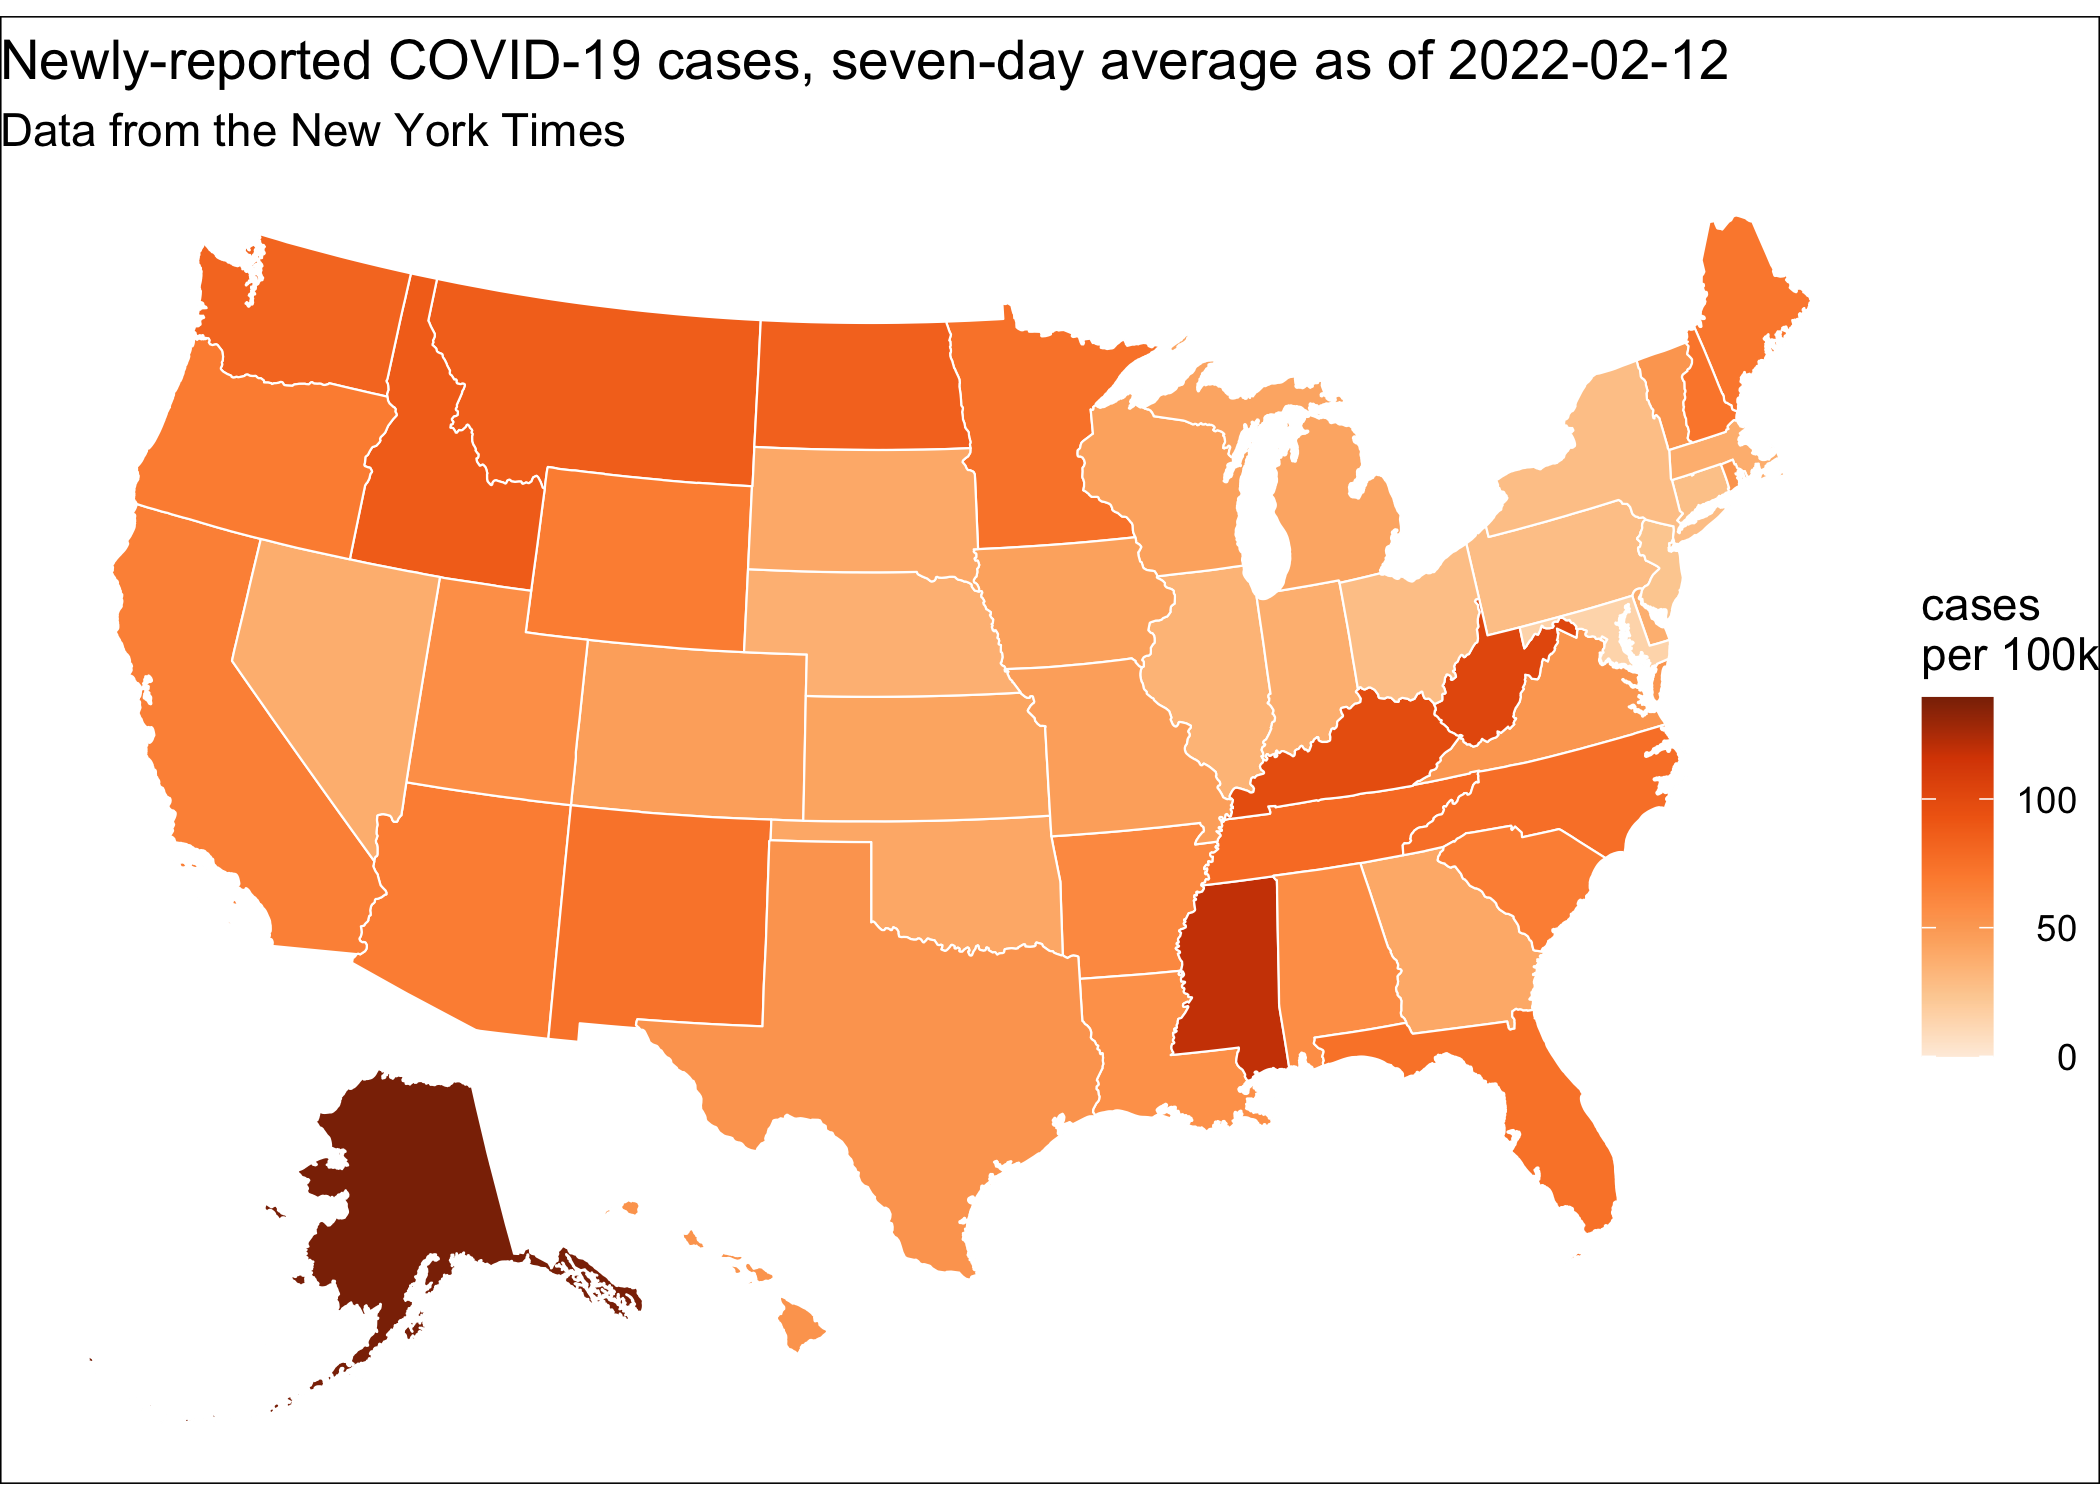 Newly-reported COVID-19 cases, seven-day average as of 2022-02-12
Data from the New York Times
cases
per 100k
100
50
0